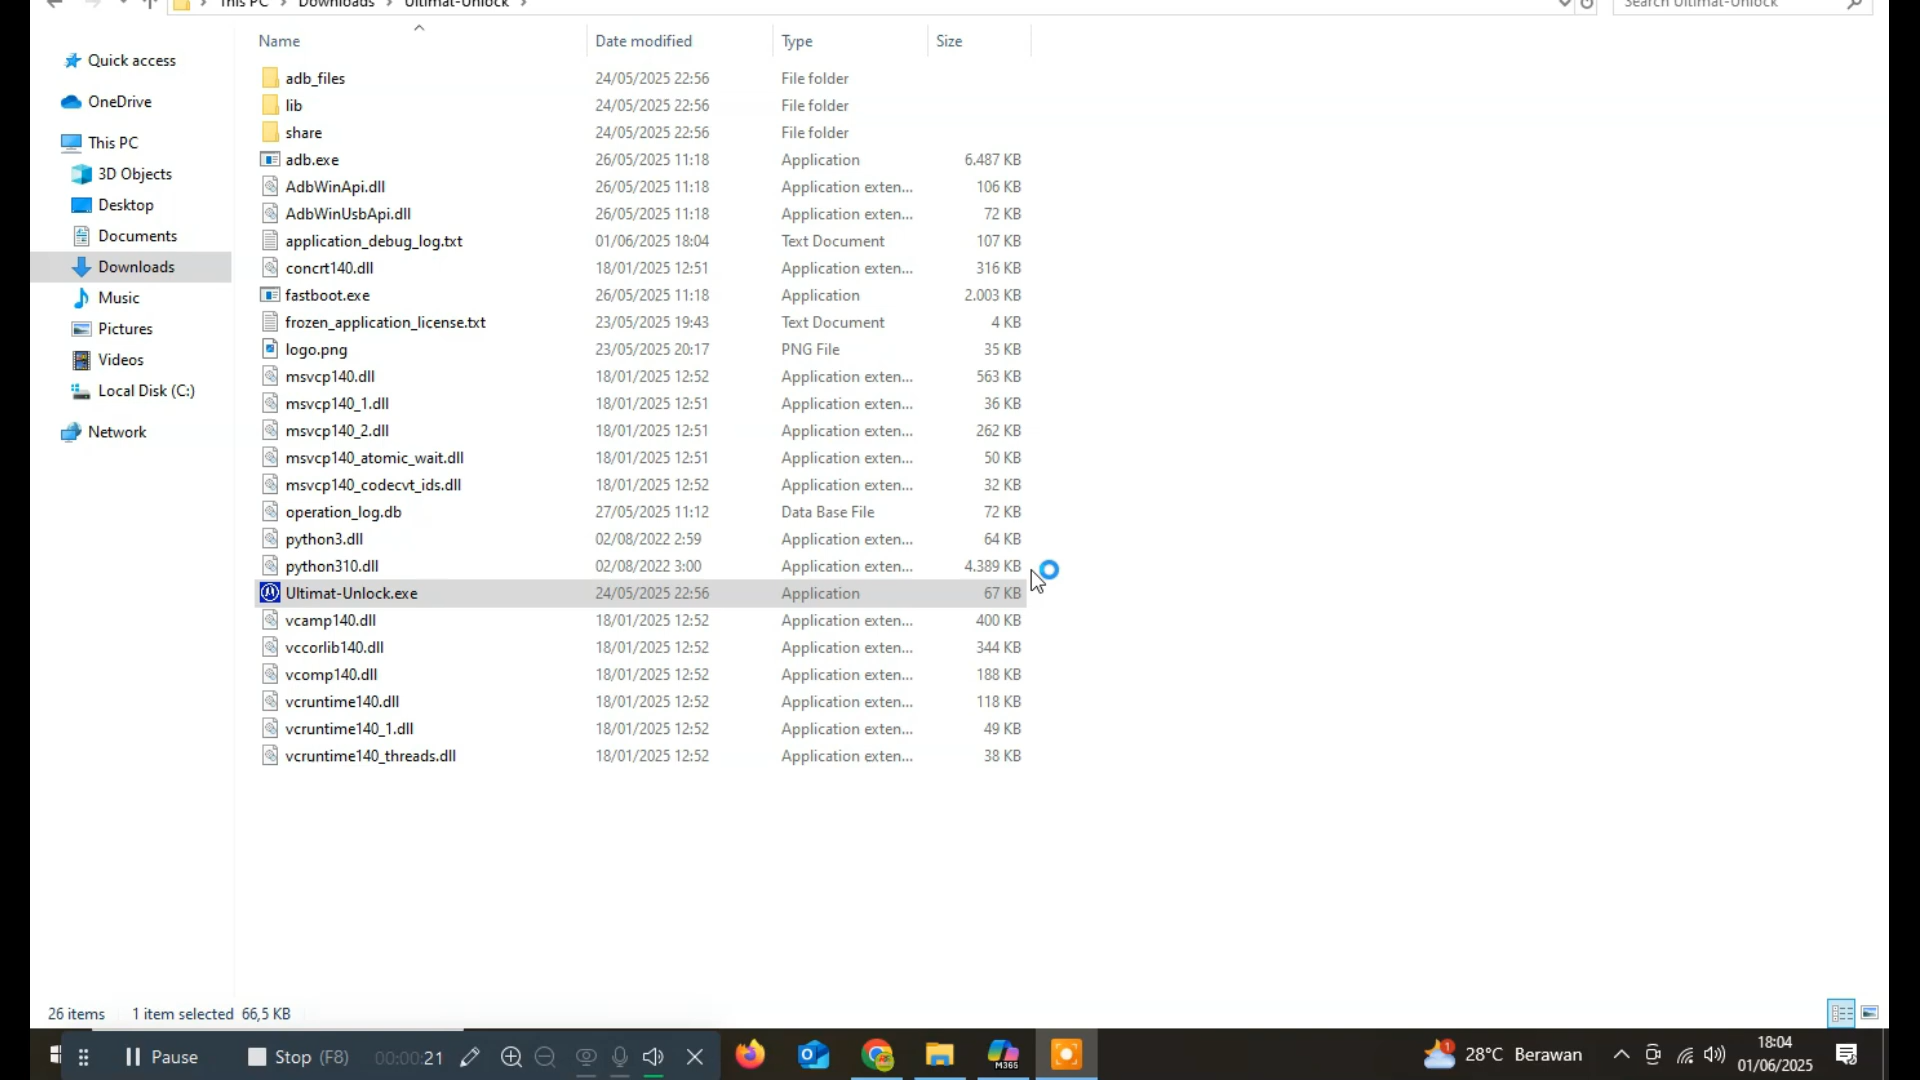 This PC > Downloads > Ultimat-Unlock >
Search Ultimat-Unlock
Name Date modified Type Size
Quick access
OneDrive
This PC
3D Objects
Desktop
Documents
Downloads
Music
Pictures
Videos
Local Disk (C:)
Network
adb_files 24/05/2025 22:56 File folder
lib 24/05/2025 22:56 File folder
share 24/05/2025 22:56 File folder
adb.exe 26/05/2025 11:18 Application 6.487 KB
AdbWinApi.dll 26/05/2025 11:18 Application exten... 106 KB
AdbWinUsbApi.dll 26/05/2025 11:18 Application exten... 72 KB
application_debug_log.txt 01/06/2025 18:04 Text Document 107 KB
concrt140.dll 18/01/2025 12:51 Application exten... 316 KB
fastboot.exe 26/05/2025 11:18 Application 2.003 KB
frozen_application_license.txt 23/05/2025 19:43 Text Document 4 KB
logo.png 23/05/2025 20:17 PNG File 35 KB
msvcp140.dll 18/01/2025 12:52 Application exten... 563 KB
msvcp140_1.dll 18/01/2025 12:51 Application exten... 36 KB
msvcp140_2.dll 18/01/2025 12:51 Application exten... 262 KB
msvcp140_atomic_wait.dll 18/01/2025 12:51 Application exten... 50 KB
msvcp140_codecvt_ids.dll 18/01/2025 12:52 Application exten... 32 KB
operation_log.db 27/05/2025 11:12 Data Base File 72 KB
python3.dll 02/08/2022 2:59 Application exten... 64 KB
python310.dll 02/08/2022 3:00 Application exten... 4.389 KB
Ultimat-Unlock.exe 24/05/2025 22:56 Application 67 KB
vcamp140.dll 18/01/2025 12:52 Application exten... 400 KB
vccorlib140.dll 18/01/2025 12:52 Application exten... 344 KB
vcomp140.dll 18/01/2025 12:52 Application exten... 188 KB
vcruntime140.dll 18/01/2025 12:52 Application exten... 118 KB
vcruntime140_1.dll 18/01/2025 12:52 Application exten... 49 KB
vcruntime140_threads.dll 18/01/2025 12:52 Application exten... 38 KB
26 items 1 item selected 66,5 KB
Pause Stop (F8) 00:00:21 M365 1 28°C Berawan 18:04
01/06/2025